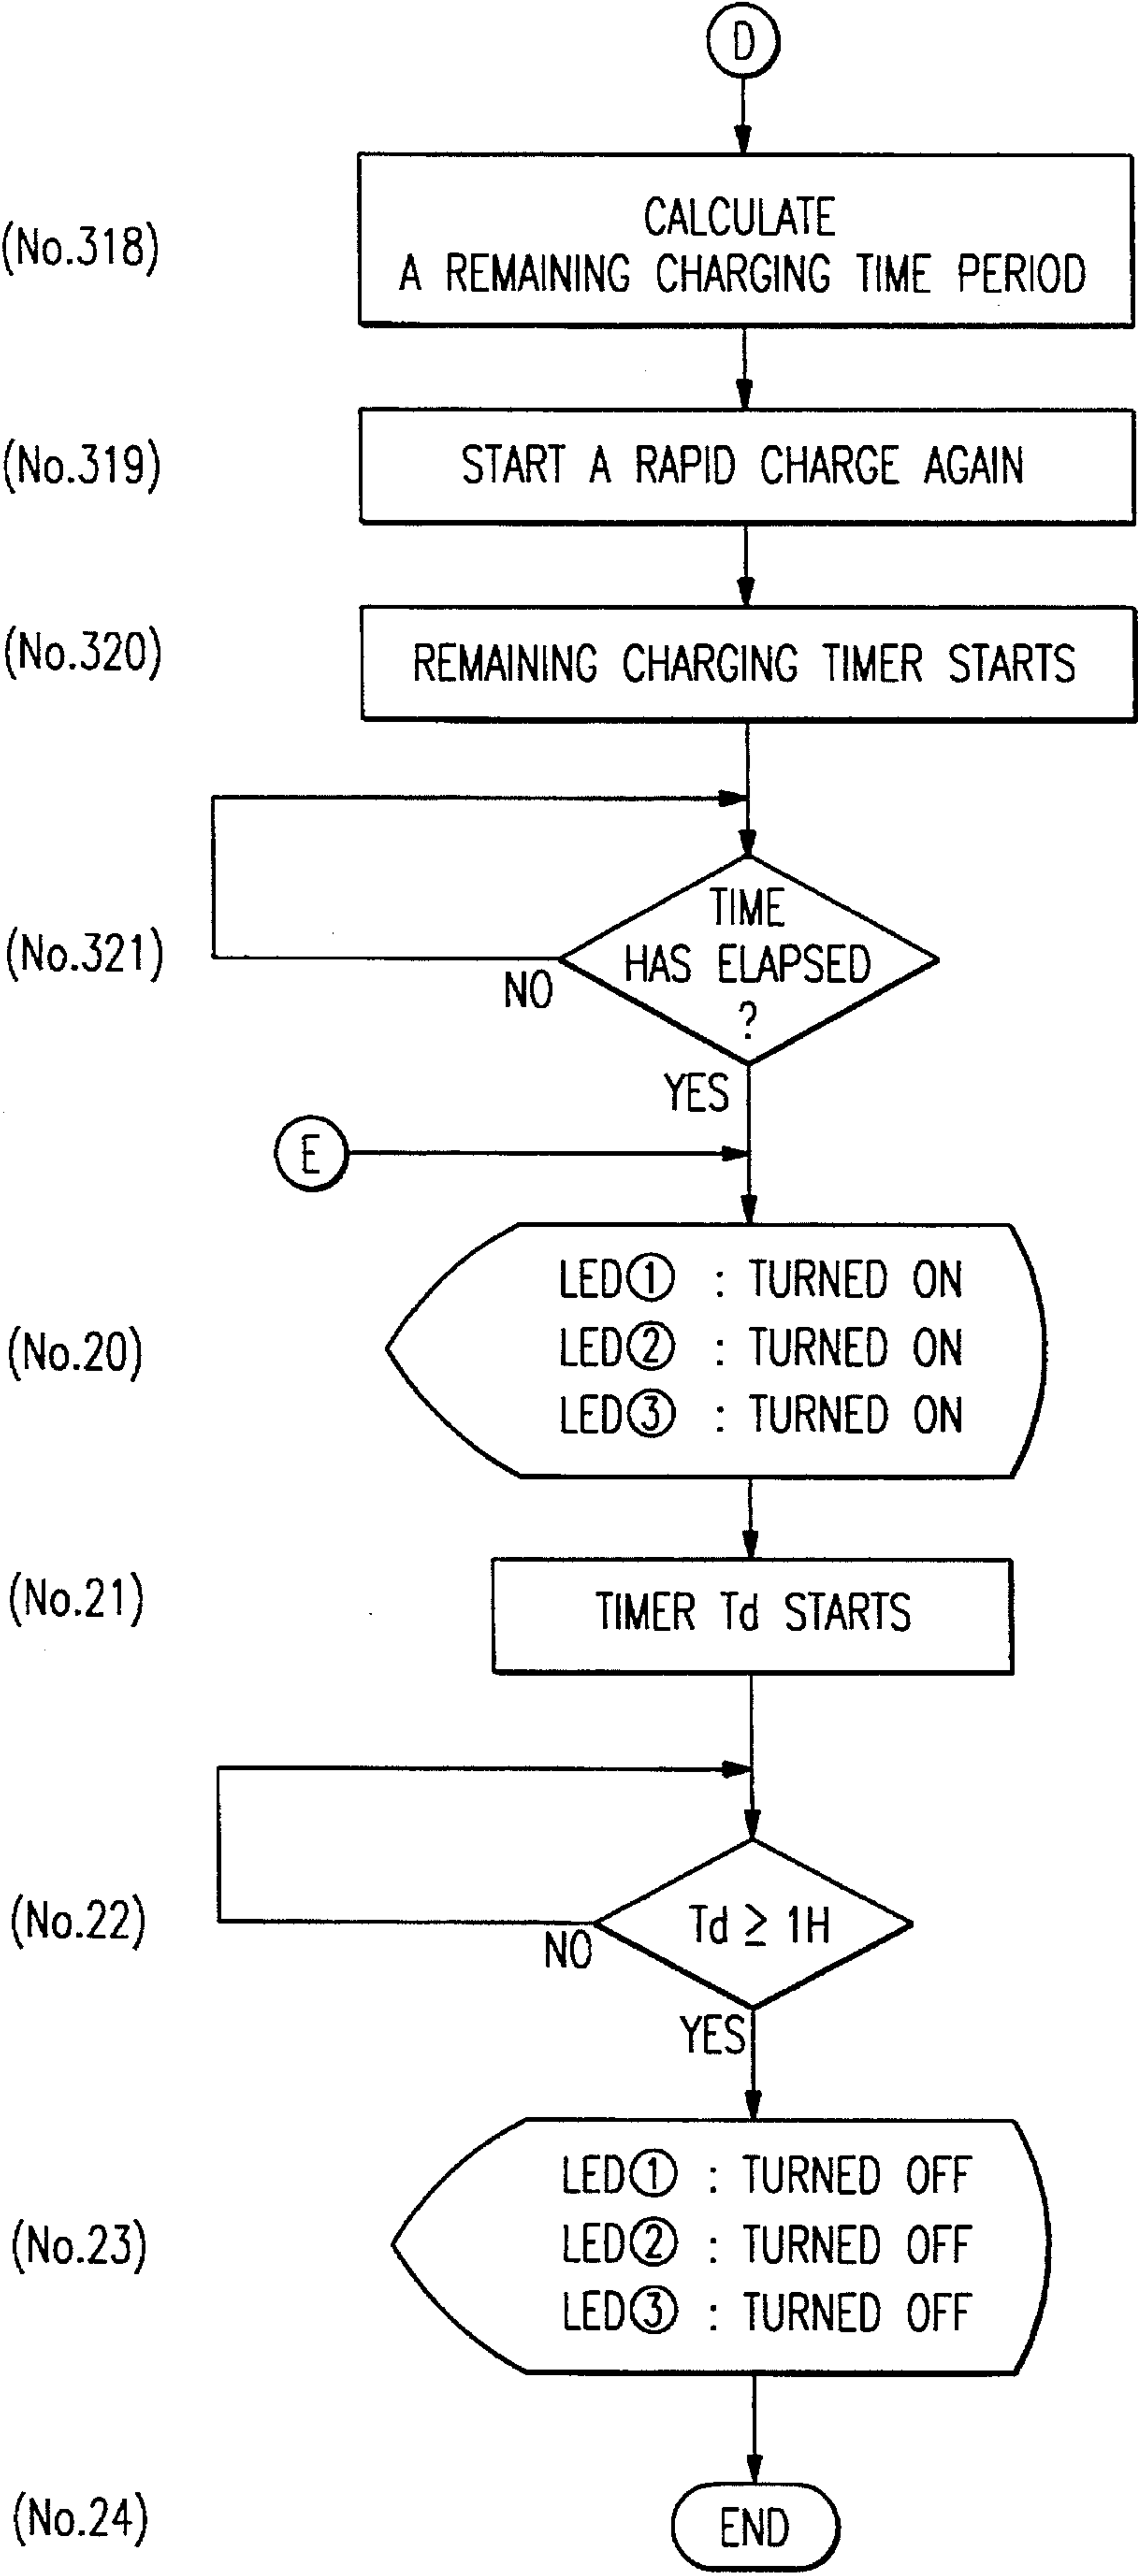 D
(No.318)
CALCULATE
A REMAINING CHARGING TIME PERIOD
(No.319)
START A RAPID CHARGE AGAIN
(No.320)
REMAINING CHARGING TIMER STARTS
(No.321)
TIME
HAS ELAPSED
?
NO
YES
E
(No.20)
LED① : TURNED ON
LED② : TURNED ON
LED③ : TURNED ON
(No.21)
TIMER Td STARTS
(No.22)
Td ≥ 1H
NO
YES
(No.23)
LED① : TURNED OFF
LED② : TURNED OFF
LED③ : TURNED OFF
(No.24)
END